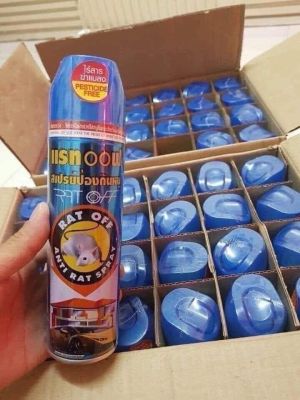 ไร้สาร
ฆ่าแมลง
PESTICIDE
FREE
แรทออฟ
สเปรย์ป้องกันหนู
RAT OFF
RAT OFF
ANTI RAT SPRAY